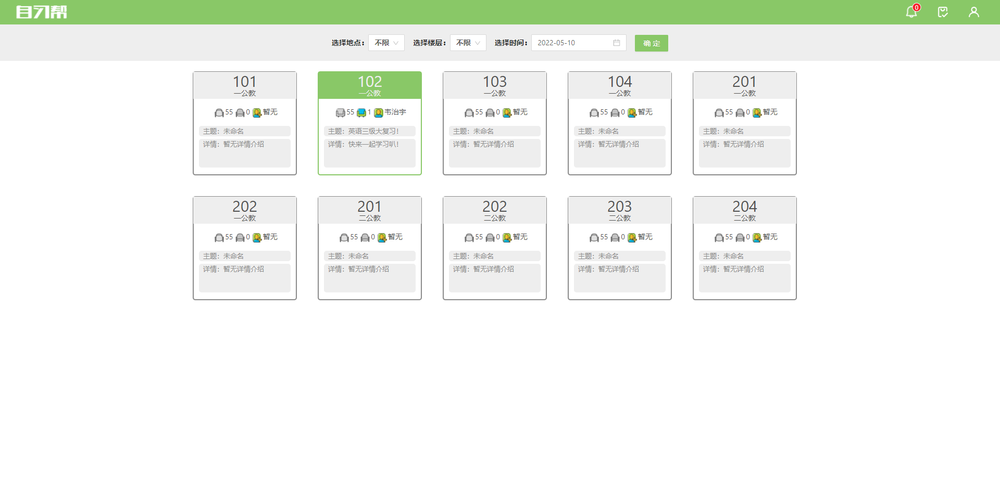 自习帮
0
选择地点： 不限 选择楼层： 不限 选择时间： 2022-05-10 确 定
101
一公教
55 0 暂无
主题：未命名
详情：暂无详情介绍
102
一公教
55 1 韦治宇
主题：英语三级大复习！
详情：快来一起学习叭！
103
一公教
55 0 暂无
主题：未命名
详情：暂无详情介绍
104
一公教
55 0 暂无
主题：未命名
详情：暂无详情介绍
201
一公教
55 0 暂无
主题：未命名
详情：暂无详情介绍
202
一公教
55 0 暂无
主题：未命名
详情：暂无详情介绍
201
二公教
55 0 暂无
主题：未命名
详情：暂无详情介绍
202
二公教
55 0 暂无
主题：未命名
详情：暂无详情介绍
203
二公教
55 0 暂无
主题：未命名
详情：暂无详情介绍
204
二公教
55 0 暂无
主题：未命名
详情：暂无详情介绍